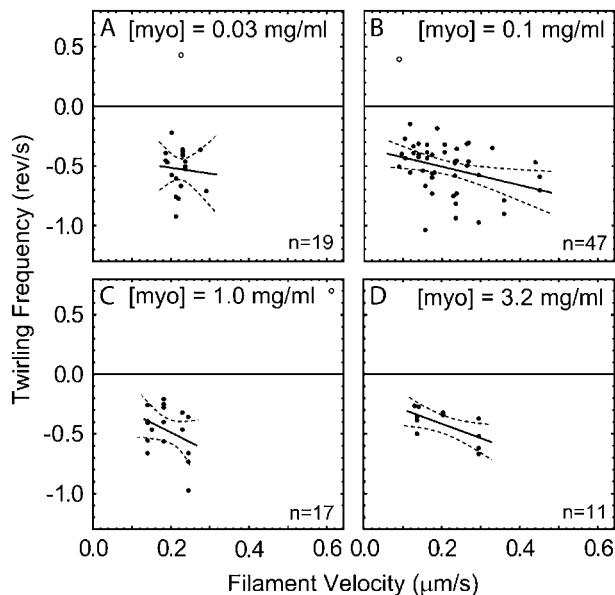 A [myo] = 0.03 mg/ml
B [myo] = 0.1 mg/ml
0.5
0.0
-0.5
-1.0
n=19
n=47
C [myo] = 1.0 mg/ml
D [myo] = 3.2 mg/ml
0.5
0.0
-0.5
-1.0
n=17
n=11
0.0 0.2 0.4 0.6
0.0 0.2 0.4 0.6
Twirling Frequency (rev/s)
Filament Velocity (μm/s)